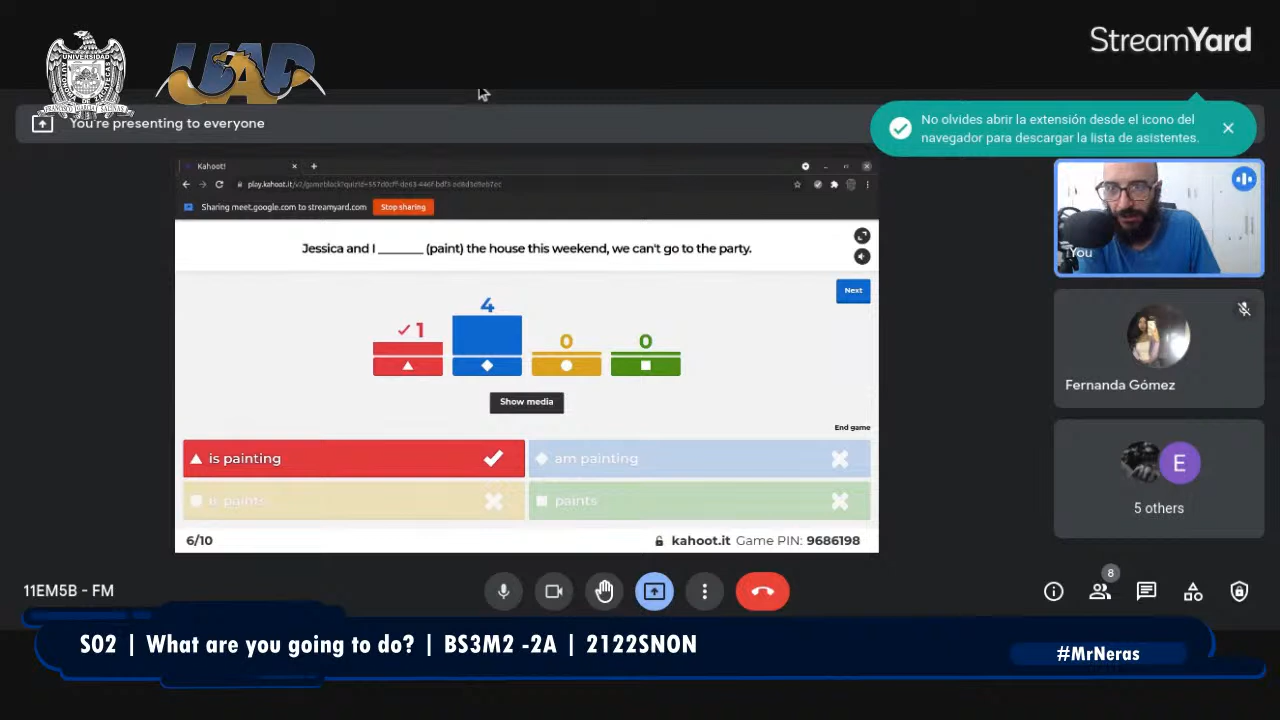 StreamYard
UNIVERSIDAD
UAP
You're presenting to everyone
No olvides abrir la extensión desde el icono del
navegador para descargar la lista de asistentes.
Kahoot!
Sharing meet.google.com to streamyard.com
Stop sharing
Jessica and I _______ (paint) the house this weekend, we can't go to the party.
Next
1
4
0
0
Show media
End game
is painting
am painting
is paints
paints
6/10
kahoot.it Game PIN: 9686198
You
Fernanda Gómez
E
5 others
11EM5B - FM
8
S02 | What are you going to do? | BS3M2 -2A | 2122SNON
#MrNeras